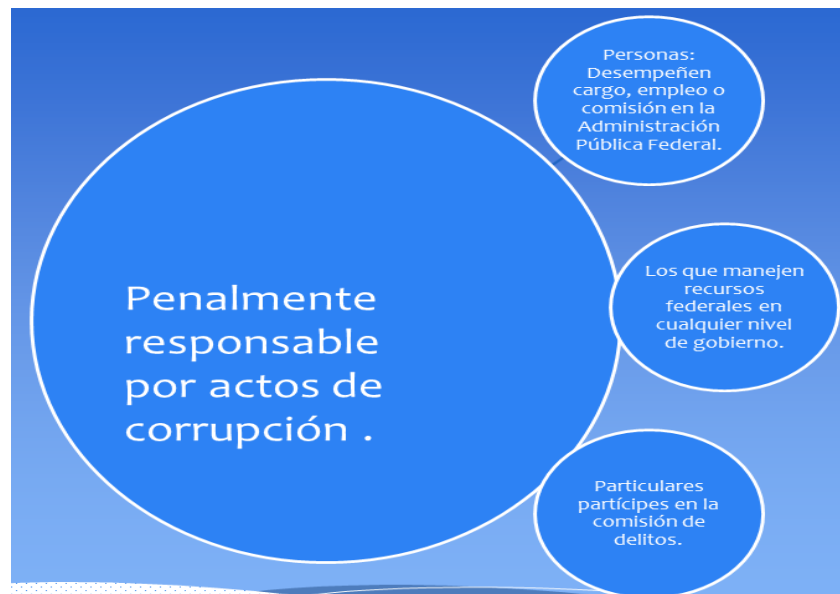 Personas:
Desempeñen
cargo, empleo o
comisión en la
Administración
Pública Federal.
Penalmente
responsable
por actos de
corrupción .
Los que manejen
recursos
federales en
cualquier nivel
de gobierno.
Particulares
partícipes en la
comisión de
delitos.